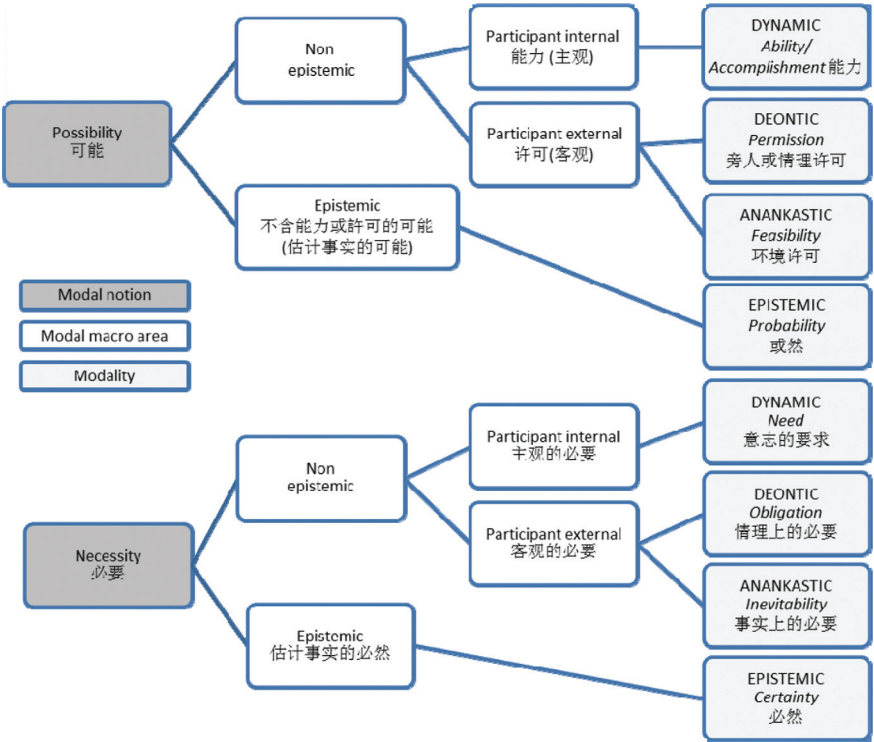 Possibility
可能
Non
epistemic
Participant internal
能力 (主观)
DYNAMIC
Ability/
Accomplishment 能力
Participant external
许可(客观)
DEONTIC
Permission
旁人或情理许可
ANANKASTIC
Feasibility
环境许可
Epistemic
不含能力或許可的可能
(估计事实的可能)
EPISTEMIC
Probability
或然
Modal notion
Modal macro area
Modality
Necessity
必要
Non
epistemic
Participant internal
主观的必要
DYNAMIC
Need
意志的要求
Participant external
客观的必要
DEONTIC
Obligation
情理上的必要
ANANKASTIC
Inevitability
事实上的必要
Epistemic
估计事实的必然
EPISTEMIC
Certainty
必然